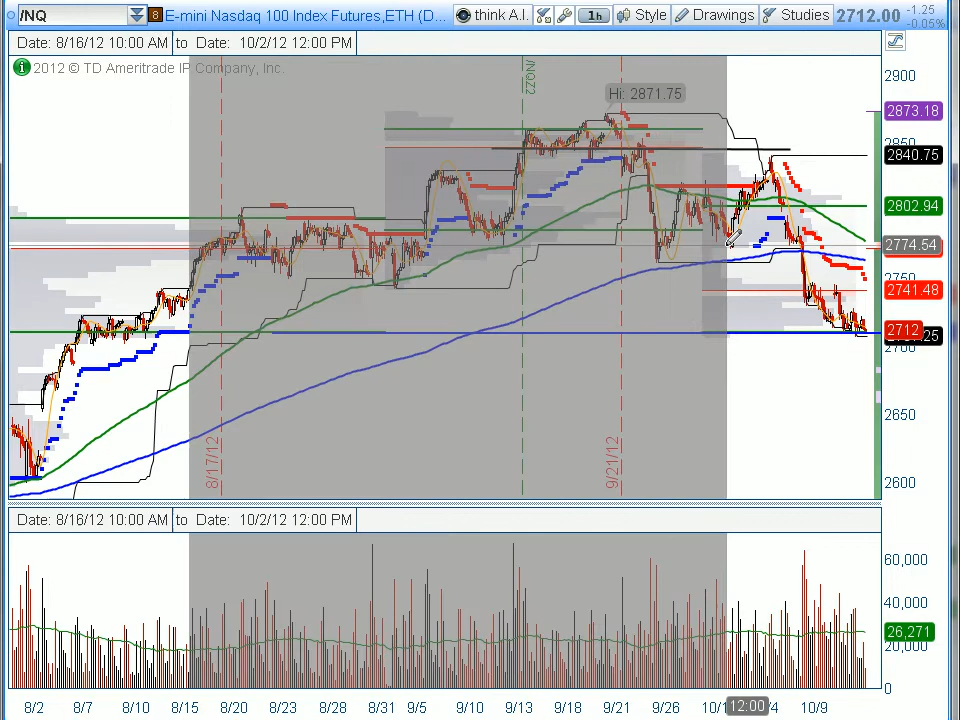 /NQ 8 E-mini Nasdaq 100 Index Futures,ETH (D... think A.I. 1h Style Drawings Studies 2712.00 -1.25
-0.05%
Date: 8/16/12 10:00 AM to Date: 10/2/12 12:00 PM
2012 © TD Ameritrade IP Company, Inc.
/NQZ2
Hi: 2871.75
8/17/12
9/21/12
2900
2873.18
2840.75
2802.94
2774.54
2750
2741.48
2712
25
2700
2650
2600
Date: 8/16/12 10:00 AM to Date: 10/2/12 12:00 PM
60,000
40,000
26,271
20,000
0
8/2 8/7 8/10 8/15 8/20 8/23 8/28 8/31 9/5 9/10 9/13 9/18 9/21 9/26 12:00 10/9